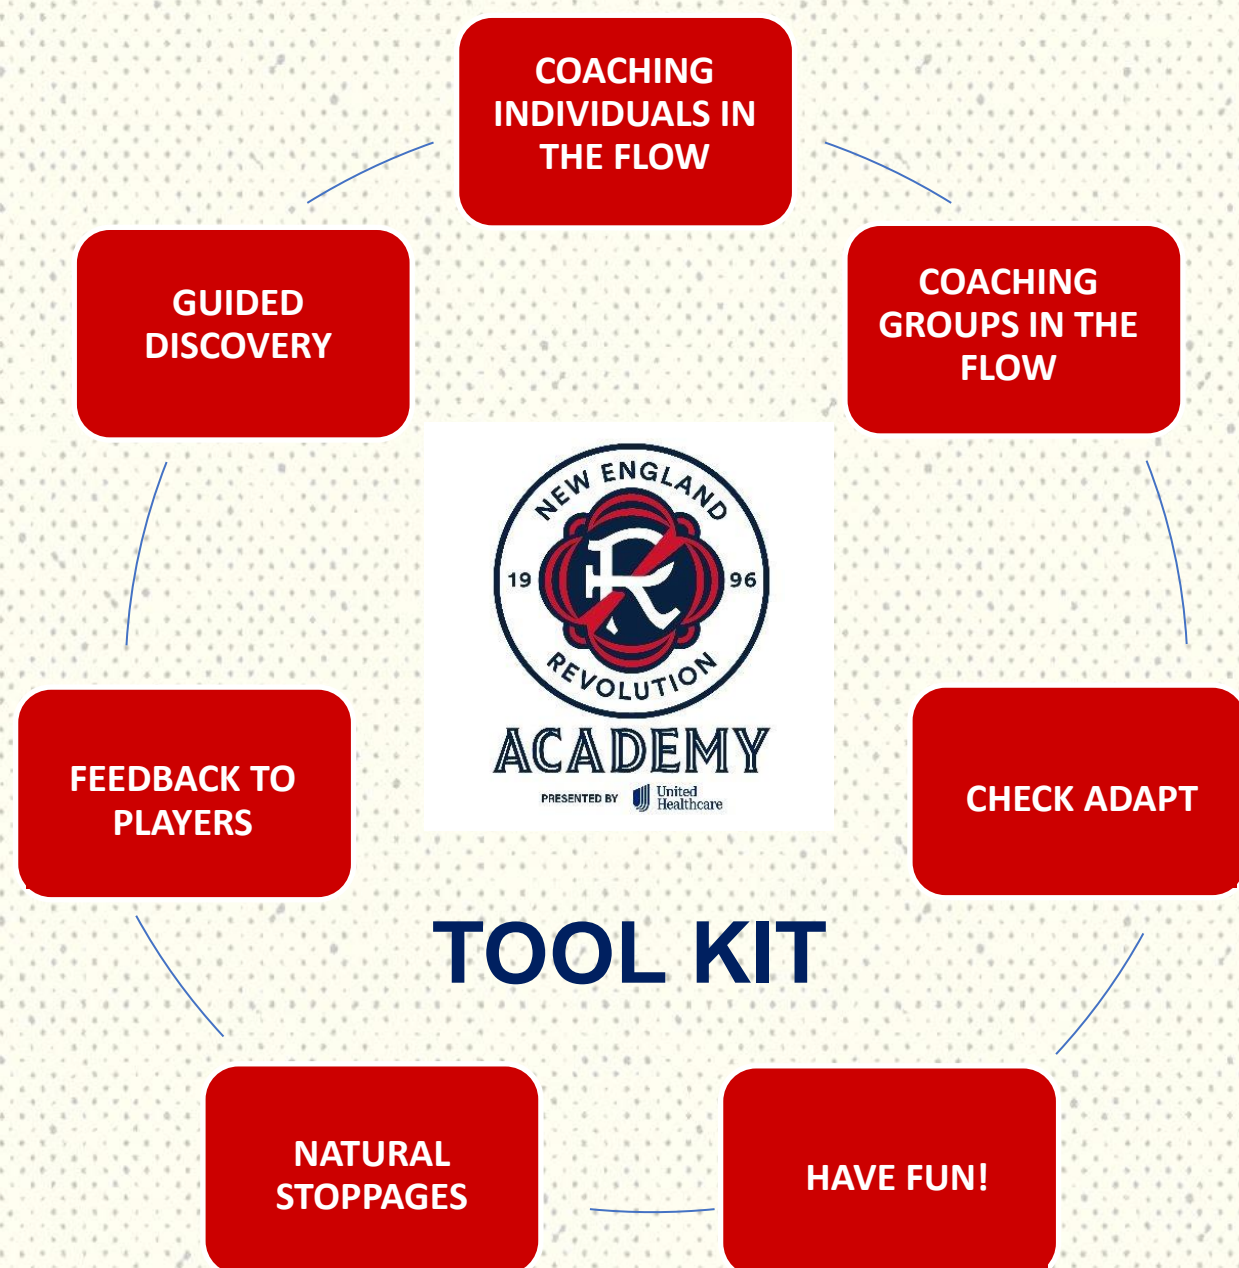 COACHING
INDIVIDUALS IN
THE FLOW
GUIDED
DISCOVERY
COACHING
GROUPS IN THE
FLOW
NEW ENGLAND
19
96
REVOLUTION
ACADEMY
PRESENTED BY
United
Healthcare
FEEDBACK TO
PLAYERS
CHECK ADAPT
TOOL KIT
NATURAL
STOPPAGES
HAVE FUN!